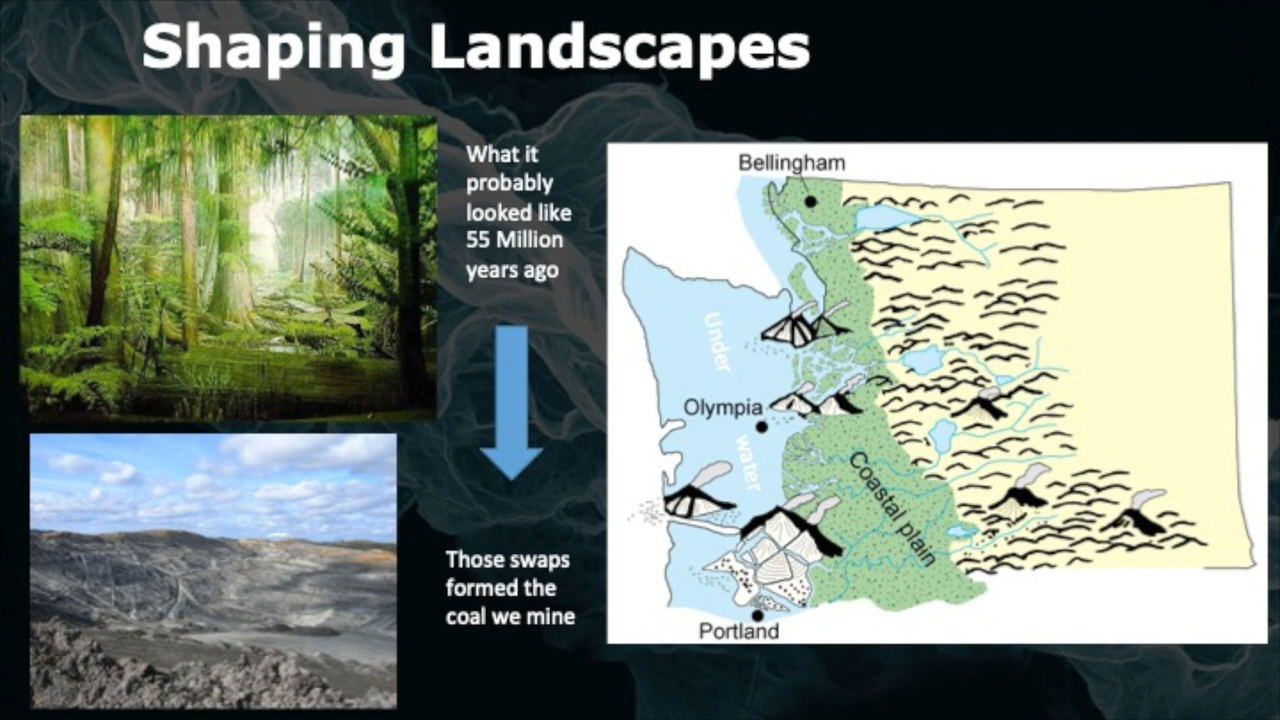 Shaping Landscapes
What it
probably
looked like
55 Million
years ago
Those swaps
formed the
coal we mine
Bellingham
Under
Olympia
water
Coastal plain
Portland